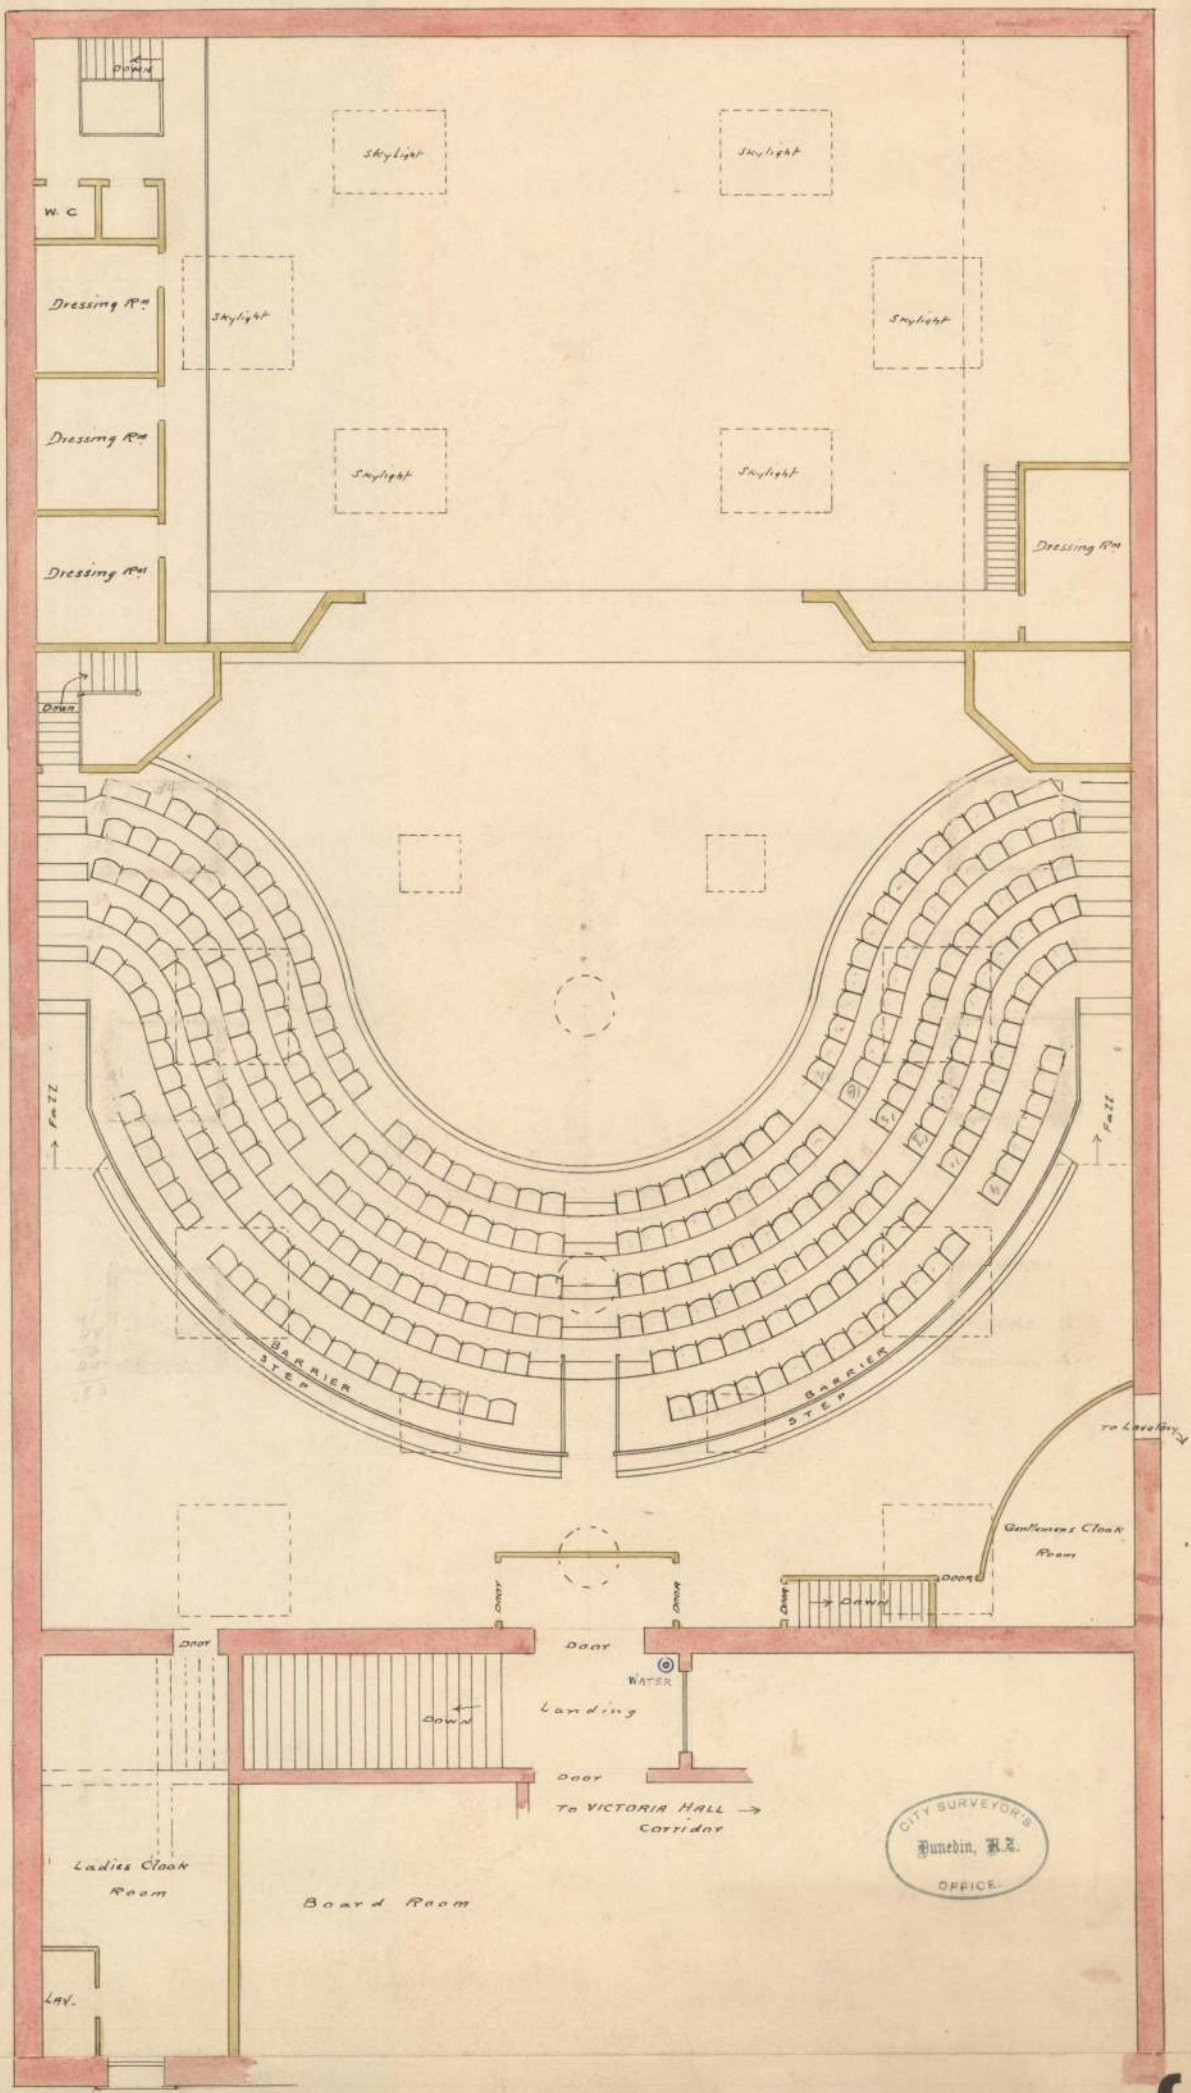 DOWN
Skylight
Skylight
W. C
Dressing Rm
Skylight
Skylight
Dressing Rm
Skylight
Skylight
Dressing Rm
Dressing Rm
Down
Fall
Fall
BARRIER
STEP
BARRIER
STEP
To Lavatory
Gentlemens Cloak
Room
DOOR
DOOR
DOOR
DOOR
DOWN
DOOR
DOOR
WATER
Landing
DOWN
DOOR
To VICTORIA HALL
Corridor
Ladies Cloak
Room
Board Room
CITY SURVEYOR'S
Dunedin, N.Z.
OFFICE.
LAV.